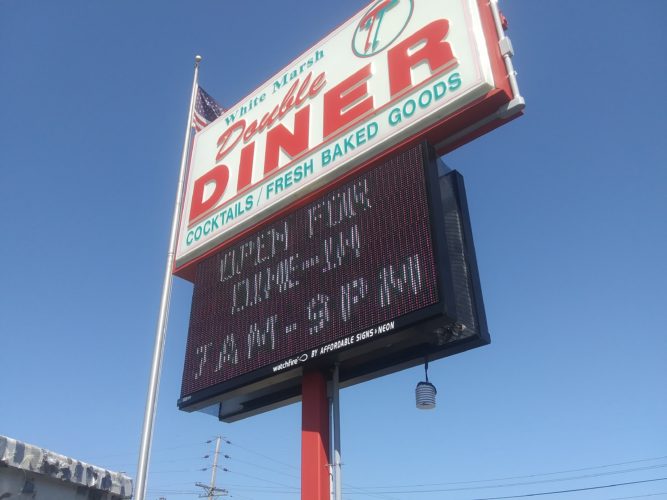 White Marsh
Double T
DINER
COCKTAILS / FRESH BAKED GOODS
OPEN FOR
DINE-IN
7AM-9PM
watchfire BY AFFORDABLE SIGNS & NEON